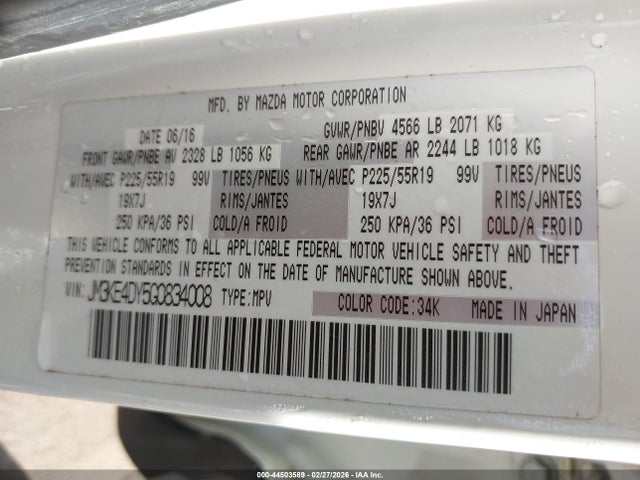 MFD. BY MAZDA MOTOR CORPORATION
DATE 06/16 GVWR/PNBV 4566 LB 2071 KG
FRONT GAWR/PNBE AV 2328 LB 1056 KG REAR GAWR/PNBE AR 2244 LB 1018 KG
WITH/AVEC P225/55R19 99V TIRES/PNEUS WITH/AVEC P225/55R19 99V TIRES/PNEUS
19X7J RIMS/JANTES 19X7J RIMS/JANTES
250 KPA/36 PSI COLD/A FROID 250 KPA/36 PSI COLD/A FROID
THIS VEHICLE CONFORMS TO ALL APPLICABLE FEDERAL MOTOR VEHICLE SAFETY AND THEFT
PREVENTION STANDARDS IN EFFECT ON THE DATE OF MANUFACTURE SHOWN ABOVE.
VIN: JM3KE4DY5G0834008 TYPE:MPV COLOR CODE:34K MADE IN JAPAN
000-44503589 - 02/27/2026 - IAA Inc.